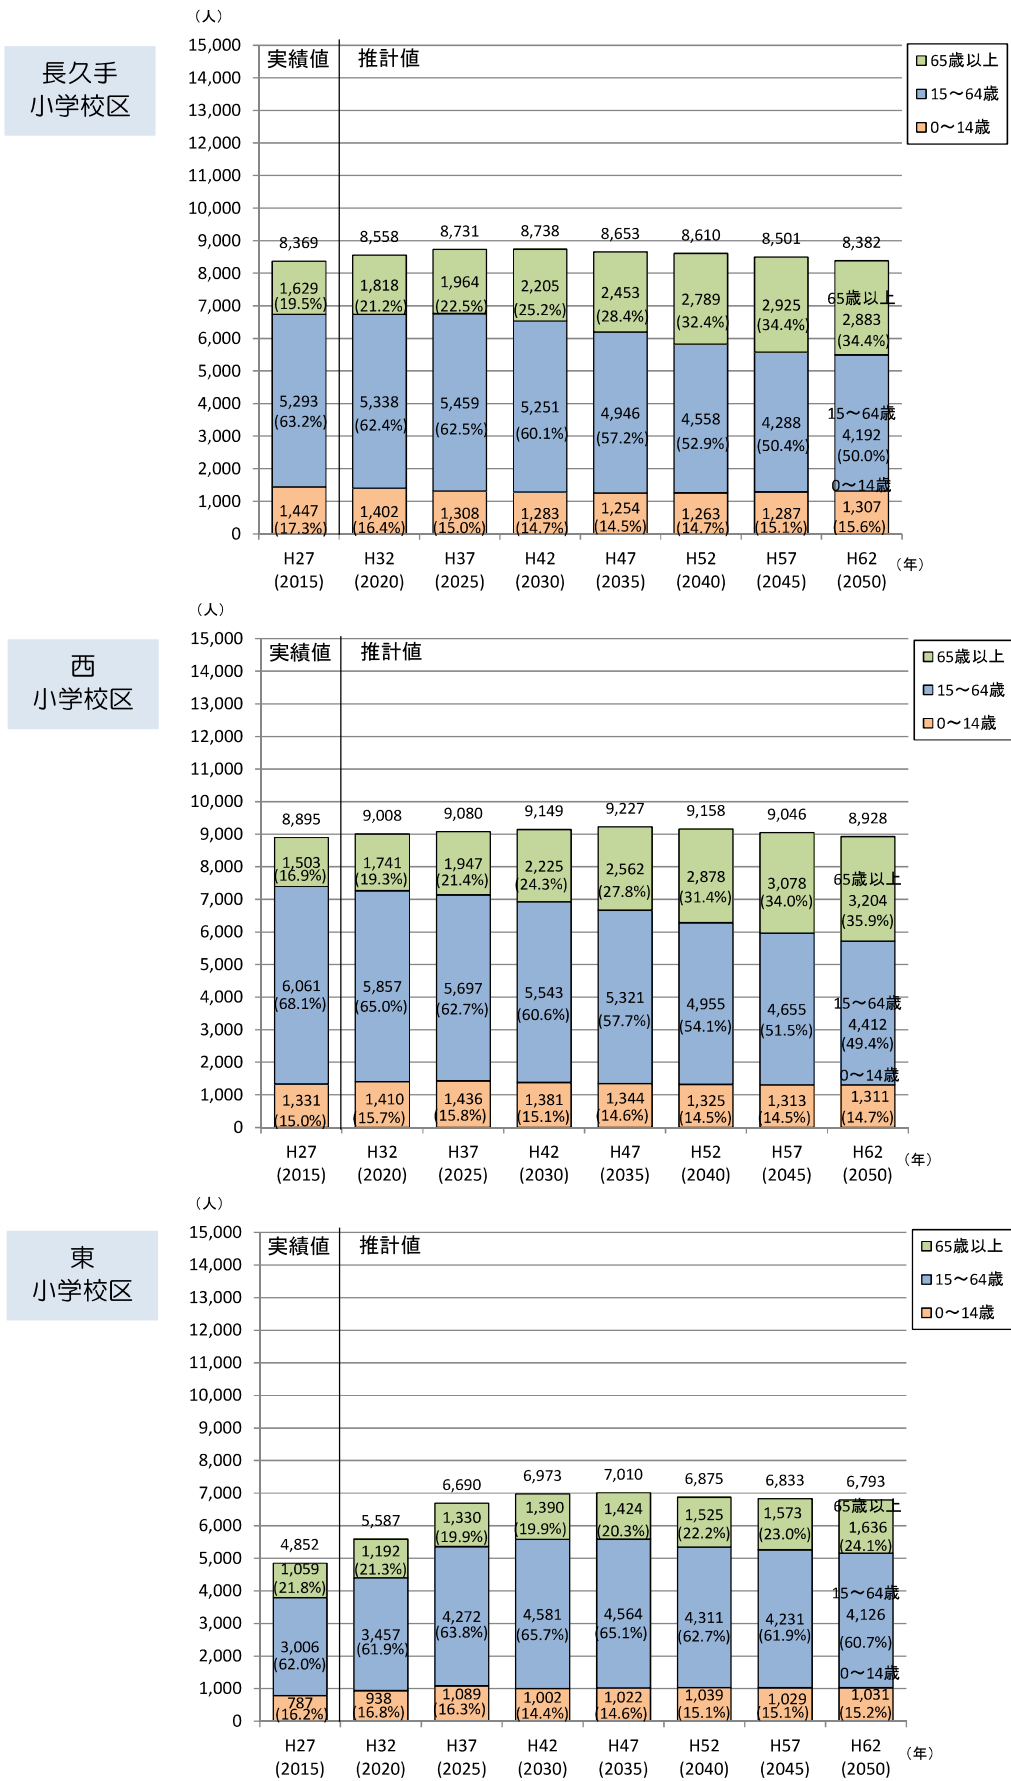 （人）
長久手
小学校区
実績値
推計値
65歳以上
15～64歳
0～14歳
15,000
14,000
13,000
12,000
11,000
10,000
9,000
8,000
7,000
6,000
5,000
4,000
3,000
2,000
1,000
0
8,369 8,558 8,731 8,738 8,653 8,610 8,501 8,382
65歳以上
1,629 1,818 1,964 2,205 2,453 2,789 2,925 2,883
(19.5%) (21.2%) (22.5%) (25.2%) (28.4%) (32.4%) (34.4%) (34.4%)
15～64歳
5,293 5,338 5,459 5,251 4,946 4,558 4,288 4,192
(63.2%) (62.4%) (62.5%) (60.1%) (57.2%) (52.9%) (50.4%) (50.0%)
0～14歳
1,447 1,402 1,308 1,283 1,254 1,263 1,287 1,307
(17.3%) (16.4%) (15.0%) (14.7%) (14.5%) (14.7%) (15.1%) (15.6%)
H27 H32 H37 H42 H47 H52 H57 H62 （年）
(2015) (2020) (2025) (2030) (2035) (2040) (2045) (2050)
（人）
西
小学校区
実績値
推計値
65歳以上
15～64歳
0～14歳
15,000
14,000
13,000
12,000
11,000
10,000
9,000
8,000
7,000
6,000
5,000
4,000
3,000
2,000
1,000
0
8,895 9,008 9,080 9,149 9,227 9,158 9,046 8,928
65歳以上
1,503 1,741 1,947 2,225 2,562 2,878 3,078 3,204
(16.9%) (19.3%) (21.4%) (24.3%) (27.8%) (31.4%) (34.0%) (35.9%)
15～64歳
6,061 5,857 5,697 5,543 5,321 4,955 4,655 4,412
(68.1%) (65.0%) (62.7%) (60.6%) (57.7%) (54.1%) (51.5%) (49.4%)
0～14歳
1,331 1,410 1,436 1,381 1,344 1,325 1,313 1,311
(15.0%) (15.7%) (15.8%) (15.1%) (14.6%) (14.5%) (14.5%) (14.7%)
H27 H32 H37 H42 H47 H52 H57 H62 （年）
(2015) (2020) (2025) (2030) (2035) (2040) (2045) (2050)
（人）
東
小学校区
実績値
推計値
65歳以上
15～64歳
0～14歳
15,000
14,000
13,000
12,000
11,000
10,000
9,000
8,000
7,000
6,000
5,000
4,000
3,000
2,000
1,000
0
4,852 5,587 6,690 6,973 7,010 6,875 6,833 6,793
65歳以上
1,059 1,192 1,330 1,390 1,424 1,525 1,573 1,636
(21.8%) (21.3%) (19.9%) (19.9%) (20.3%) (22.2%) (23.0%) (24.1%)
15～64歳
3,006 3,457 4,272 4,581 4,564 4,311 4,231 4,126
(62.0%) (61.9%) (63.8%) (65.7%) (65.1%) (62.7%) (61.9%) (60.7%)
0～14歳
787 938 1,089 1,002 1,022 1,039 1,029 1,031
(16.2%) (16.8%) (16.3%) (14.4%) (14.6%) (15.1%) (15.1%) (15.2%)
H27 H32 H37 H42 H47 H52 H57 H62 （年）
(2015) (2020) (2025) (2030) (2035) (2040) (2045) (2050)